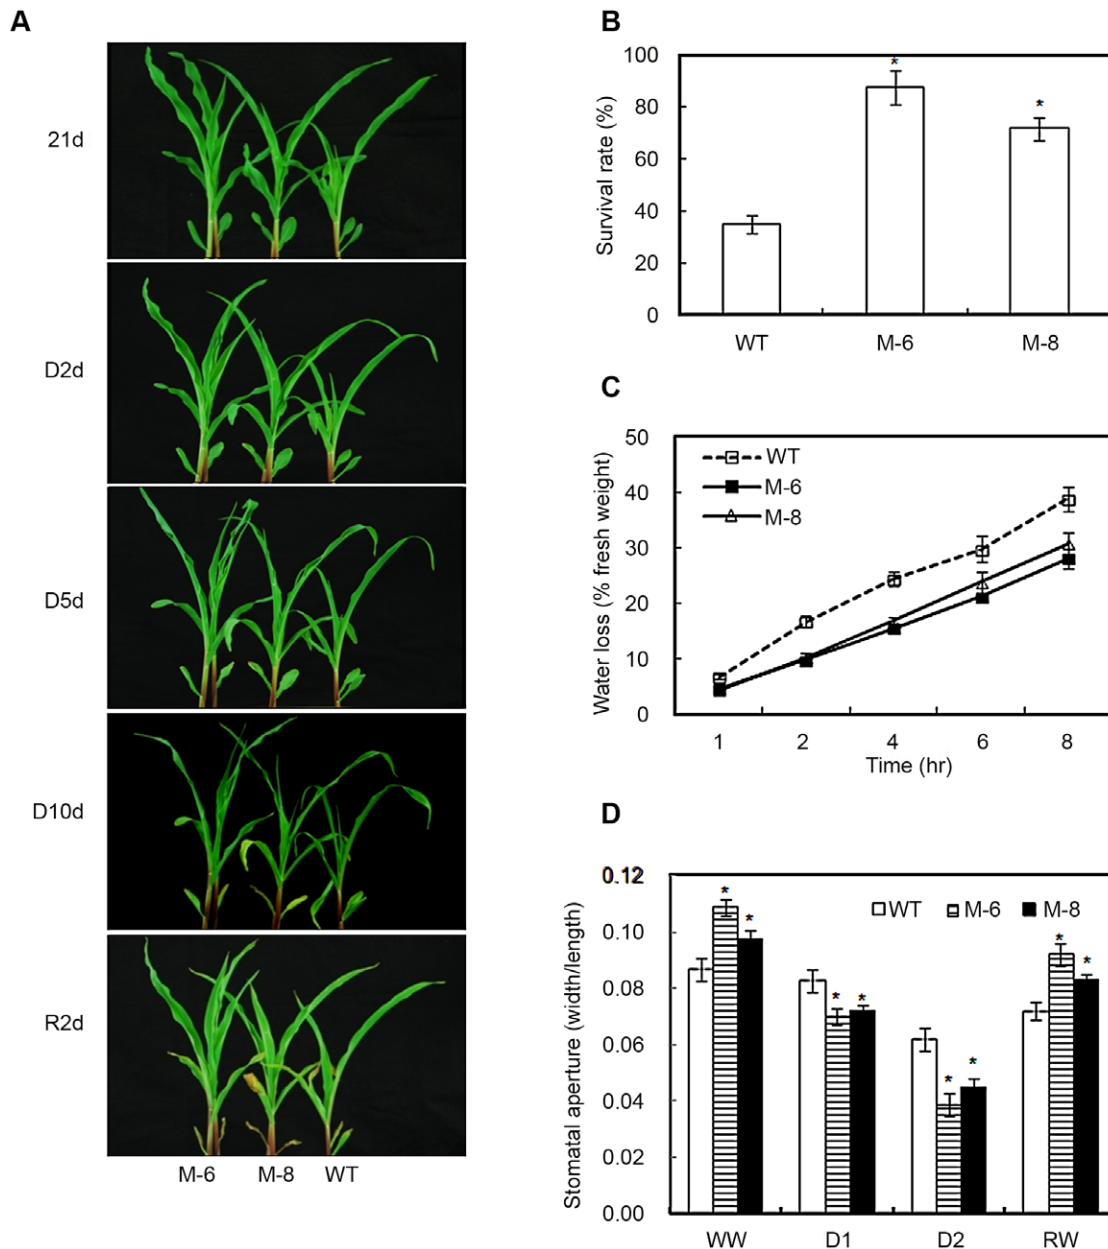 A
21d
D2d
D5d
D10d
R2d
M-6 M-8 WT
B
Survival rate (%)
100
80
60
40
20
0
* *
WT M-6 M-8
C
Water loss (% fresh weight)
50
40
30
20
10
0
WT
M-6
M-8
1 2 4 6 8
Time (hr)
D
Stomatal aperture (width/length)
0.12
0.10
0.08
0.06
0.04
0.02
0.00
WT M-6 M-8
* * * * * * * *
WW D1 D2 RW